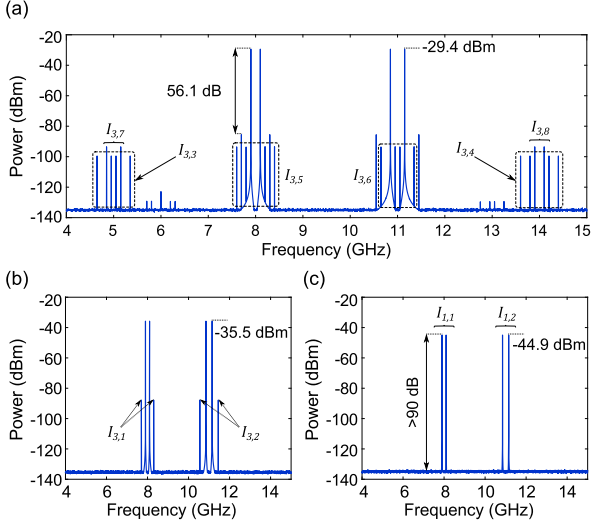 (a)
-20
-40
-60
-80
-100
-120
-140
Power (dBm)
56.1 dB
-29.4 dBm
I3,7
I3,3
I3,5
I3,6
I3,4
I3,8
4 5 6 7 8 9 10 11 12 13 14 15
Frequency (GHz)
(b)
-20
-40
-60
-80
-100
-120
-140
Power (dBm)
-35.5 dBm
I3,1
I3,2
4 6 8 10 12 14
Frequency (GHz)
(c)
-20
-40
-60
-80
-100
-120
-140
Power (dBm)
I1,1
I1,2
-44.9 dBm
>90 dB
4 6 8 10 12 14
Frequency (GHz)